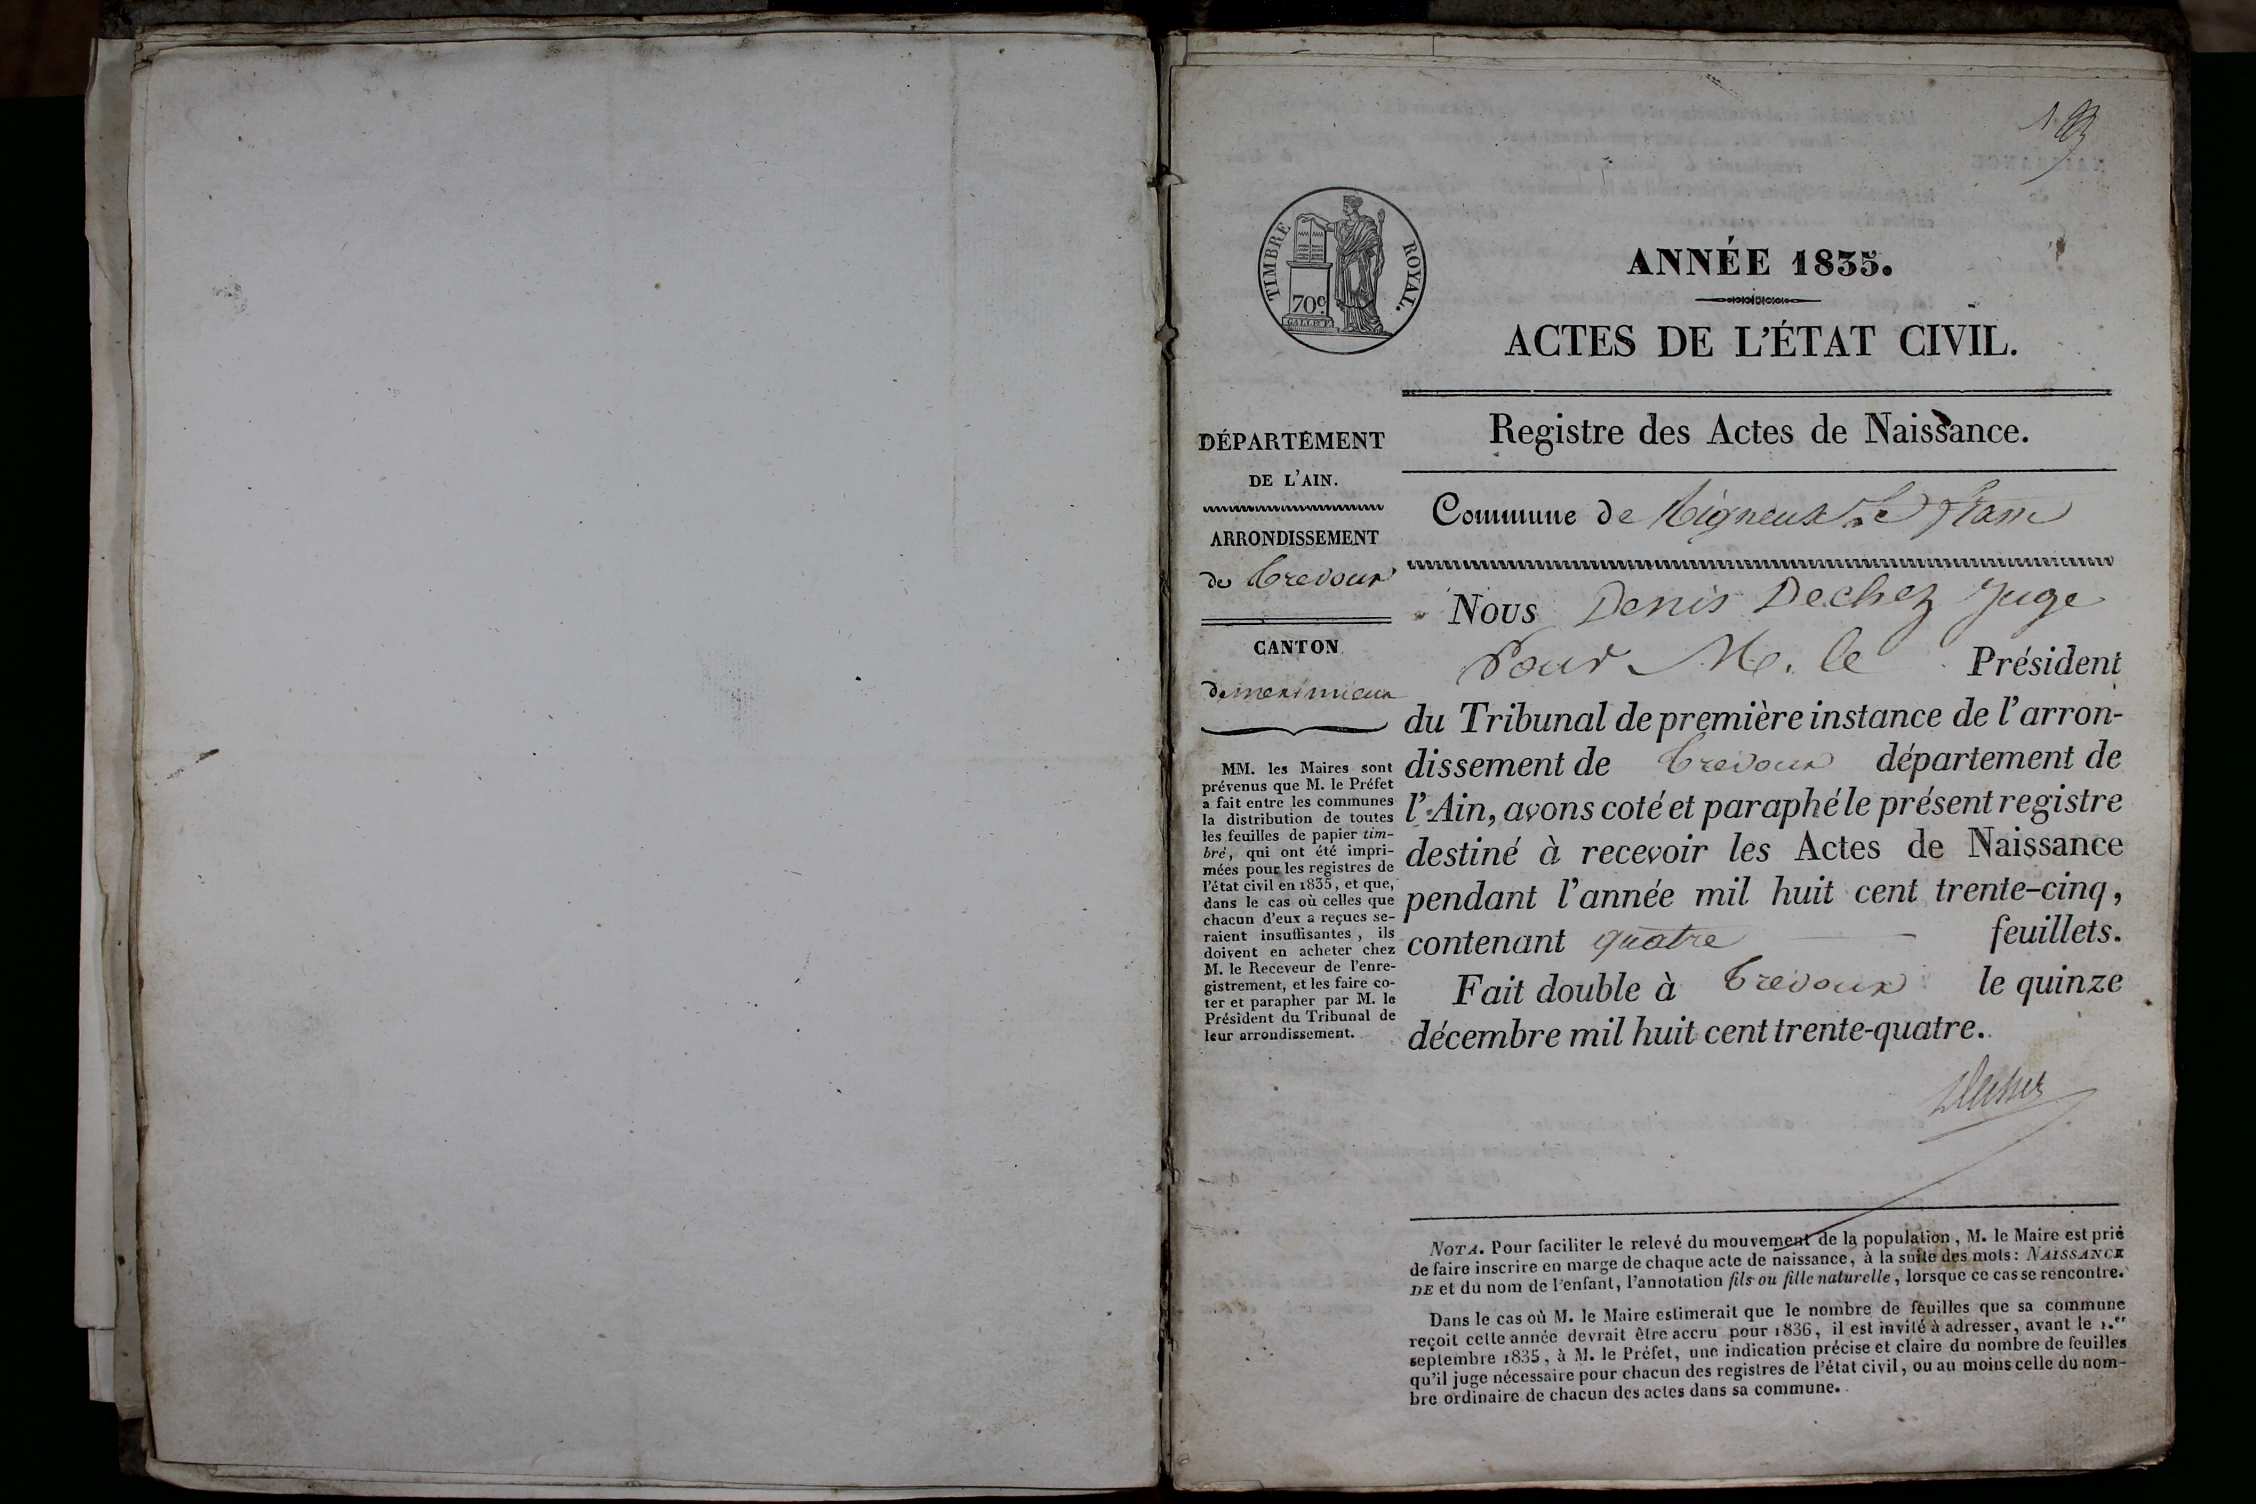 TIMBRE ROYAL.
70c.
GALLE F.
ANNÉE 1835.
ACTES DE L'ÉTAT CIVIL.
Registre des Actes de Naissance.
DÉPARTEMENT
DE L'AIN.
ARRONDISSEMENT
de Trevoux
CANTON
de meximieux
MM. les Maires sont
prévenus que M. le Préfet
a fait entre les communes
la distribution de toutes
les feuilles de papier tim-
bré, qui ont été impri-
mées pour les registres de
l'état civil en 1835, et que,
dans le cas où celles que
chacun d'eux a reçues se-
raient insuffisantes, ils
doivent en acheter chez
M. le Receveur de l'enre-
gistrement, et les faire co-
ter et parapher par M. le
Président du Tribunal de
leur arrondissement.
Commune de Rigneux Le Franc
Nous Denis Dechez Juge
Pour M. le Président
du Tribunal de première instance de l'arron-
dissement de Trevoux département de
l'Ain, avons coté et paraphé le présent registre
destiné à recevoir les Actes de Naissance
pendant l'année mil huit cent trente-cinq,
contenant quatre feuillets.
Fait double à Trevoux le quinze
décembre mil huit cent trente-quatre.
Dechez
NOTA. Pour faciliter le relevé du mouvement de la population, M. le Maire est prié
de faire inscrire en marge de chaque acte de naissance, à la suite des mots: NAISSANCE
DE et du nom de l'enfant, l'annotation fils ou fille naturelle, lorsque ce cas se rencontre.
Dans le cas où M. le Maire estimerait que le nombre de feuilles que sa commune
reçoit cette année devrait être accru pour 1836, il est invité à adresser, avant le 1.er
septembre 1835, à M. le Préfet, une indication précise et claire du nombre de feuilles
qu'il juge nécessaire pour chacun des registres de l'état civil, ou au moins celle du nom-
bre ordinaire de chacun des actes dans sa commune.